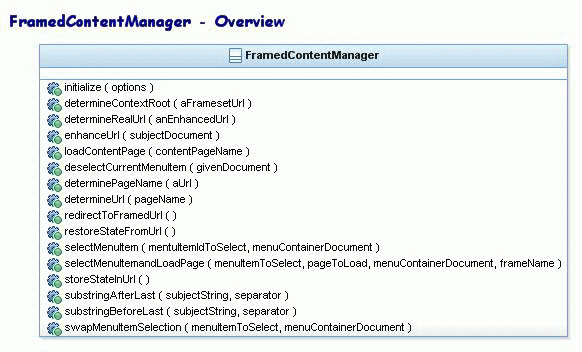 FramedContentManager - Overview
FramedContentManager
initialize ( options )
determineContextRoot ( aFramesetUrl )
determineRealUrl ( anEnhancedUrl )
enhanceUrl ( subjectDocument )
loadContentPage ( contentPageName )
deselectCurrentMenuItem ( givenDocument )
determinePageName ( aUrl )
determineUrl ( pageName )
redirectToFramedUrl ( )
restoreStateFromUrl ( )
selectMenuItem ( mentuItemIdToSelect, menuContainerDocument )
selectMenuItemandLoadPage ( menuItemToSelect, pageToLoad, menuContainerDocument, frameName )
storeStateInUrl ( )
substringAfterLast ( subjectString, separator )
substringBeforeLast ( subjectString, separator )
swapMenuItemSelection ( menuItemToSelect, menuContainerDocument )